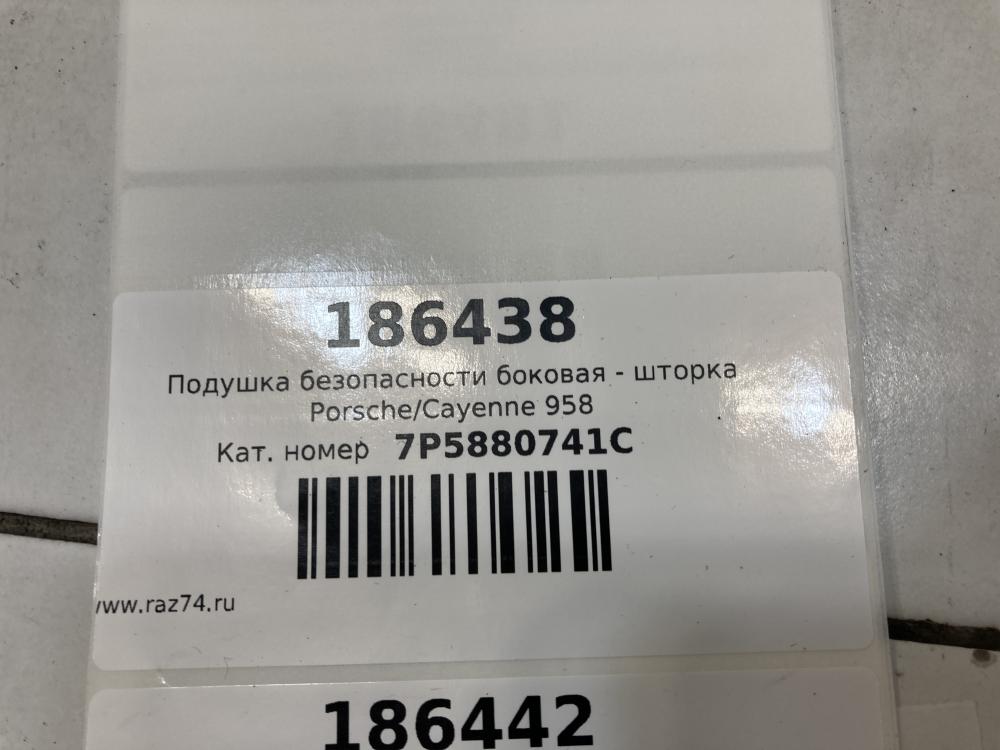 186438
Подушка безопасности боковая - шторка
Porsche/Cayenne 958
Кат. номер 7P5880741C
www.raz74.ru
186442